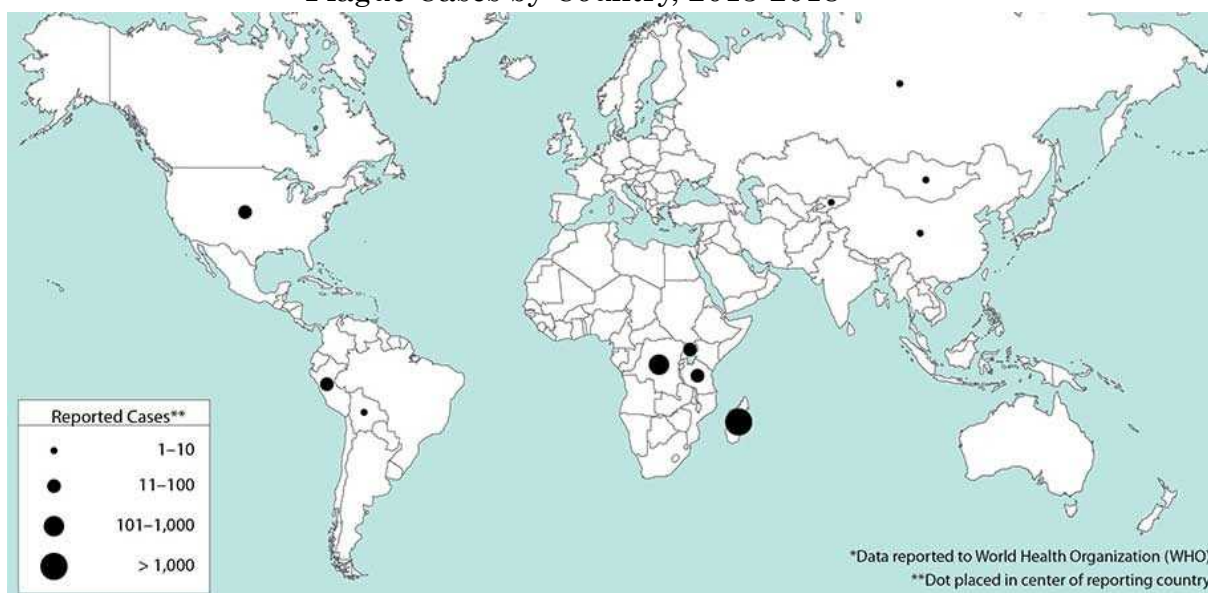 Plague Cases by Country, 2013-2018
Reported Cases**
1–10
11–100
101–1,000
> 1,000
*Data reported to World Health Organization (WHO)
**Dot placed in center of reporting country